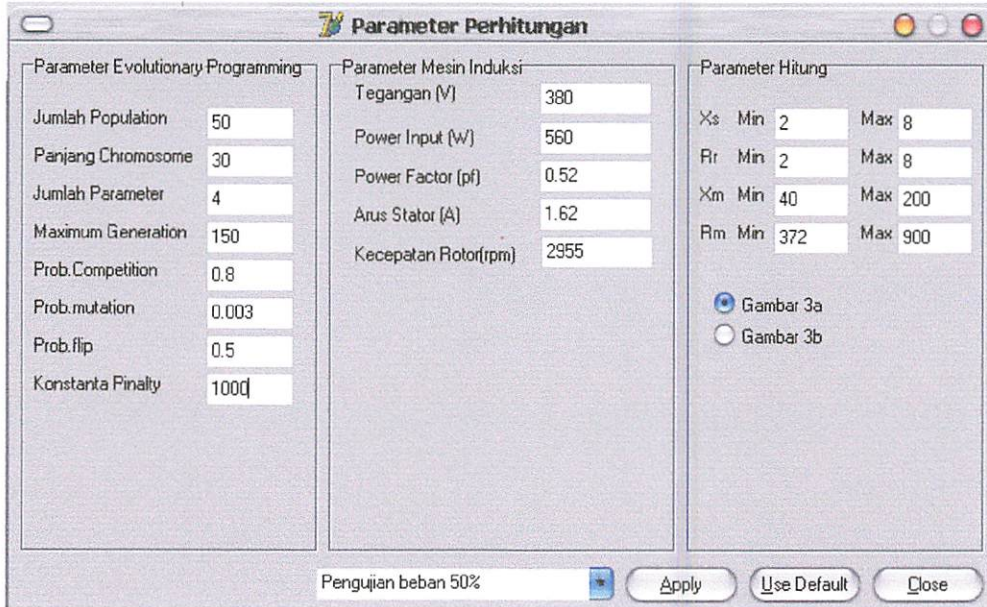 Parameter Perhitungan
Parameter Evolutionary Programming
Jumlah Population 50
Panjang Chromosome 30
Jumlah Parameter 4
Maximum Generation 150
Prob.Competition 0.8
Prob.mutation 0.003
Prob.flip 0.5
Konstanta Pinalty 1000
Parameter Mesin Induksi
Tegangan (V) 380
Power Input (W) 560
Power Factor (pf) 0.52
Arus Stator (A) 1.62
Kecepatan Rotor(rpm) 2955
Parameter Hitung
Xs Min 2 Max 8
Rr Min 2 Max 8
Xm Min 40 Max 200
Rm Min 372 Max 900
Gambar 3a
Gambar 3b
Pengujian beban 50%
Apply
Use Default
Close